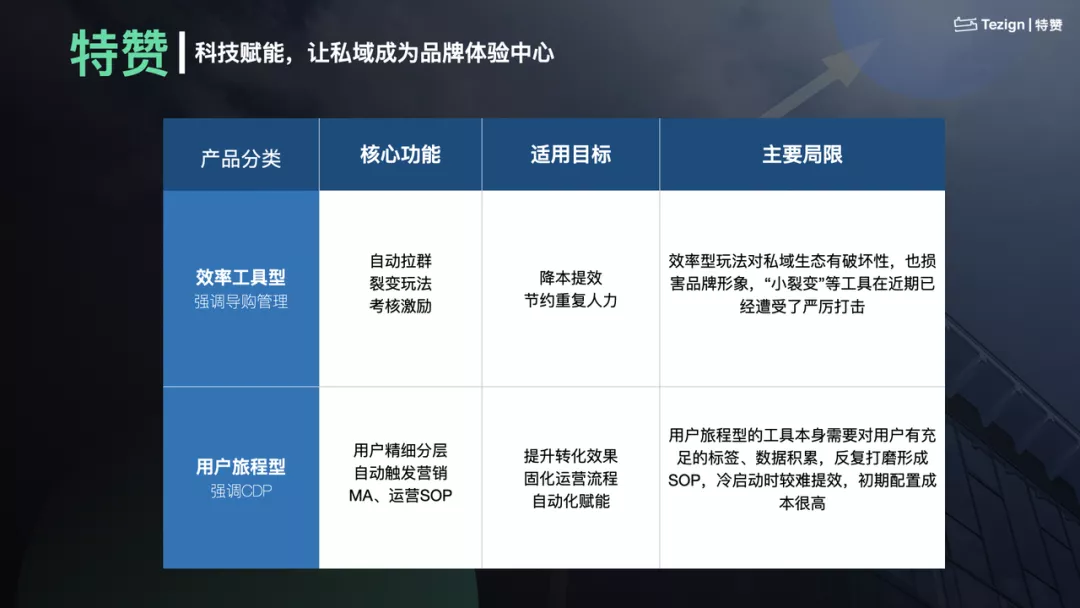 特赞 | 科技赋能，让私域成为品牌体验中心
Tezign | 特赞
产品分类
核心功能
适用目标
主要局限
效率工具型
强调导购管理
自动拉群
裂变玩法
考核激励
降本提效
节约重复人力
效率型玩法对私域生态有破坏性，也损
害品牌形象，“小裂变”等工具在近期已
经遭受了严厉打击
用户旅程型
强调CDP
用户精细分层
自动触发营销
MA、运营SOP
提升转化效果
固化运营流程
自动化赋能
用户旅程型的工具本身需要对用户有充
足的标签、数据积累，反复打磨形成
SOP，冷启动时较难提效，初期配置成
本很高